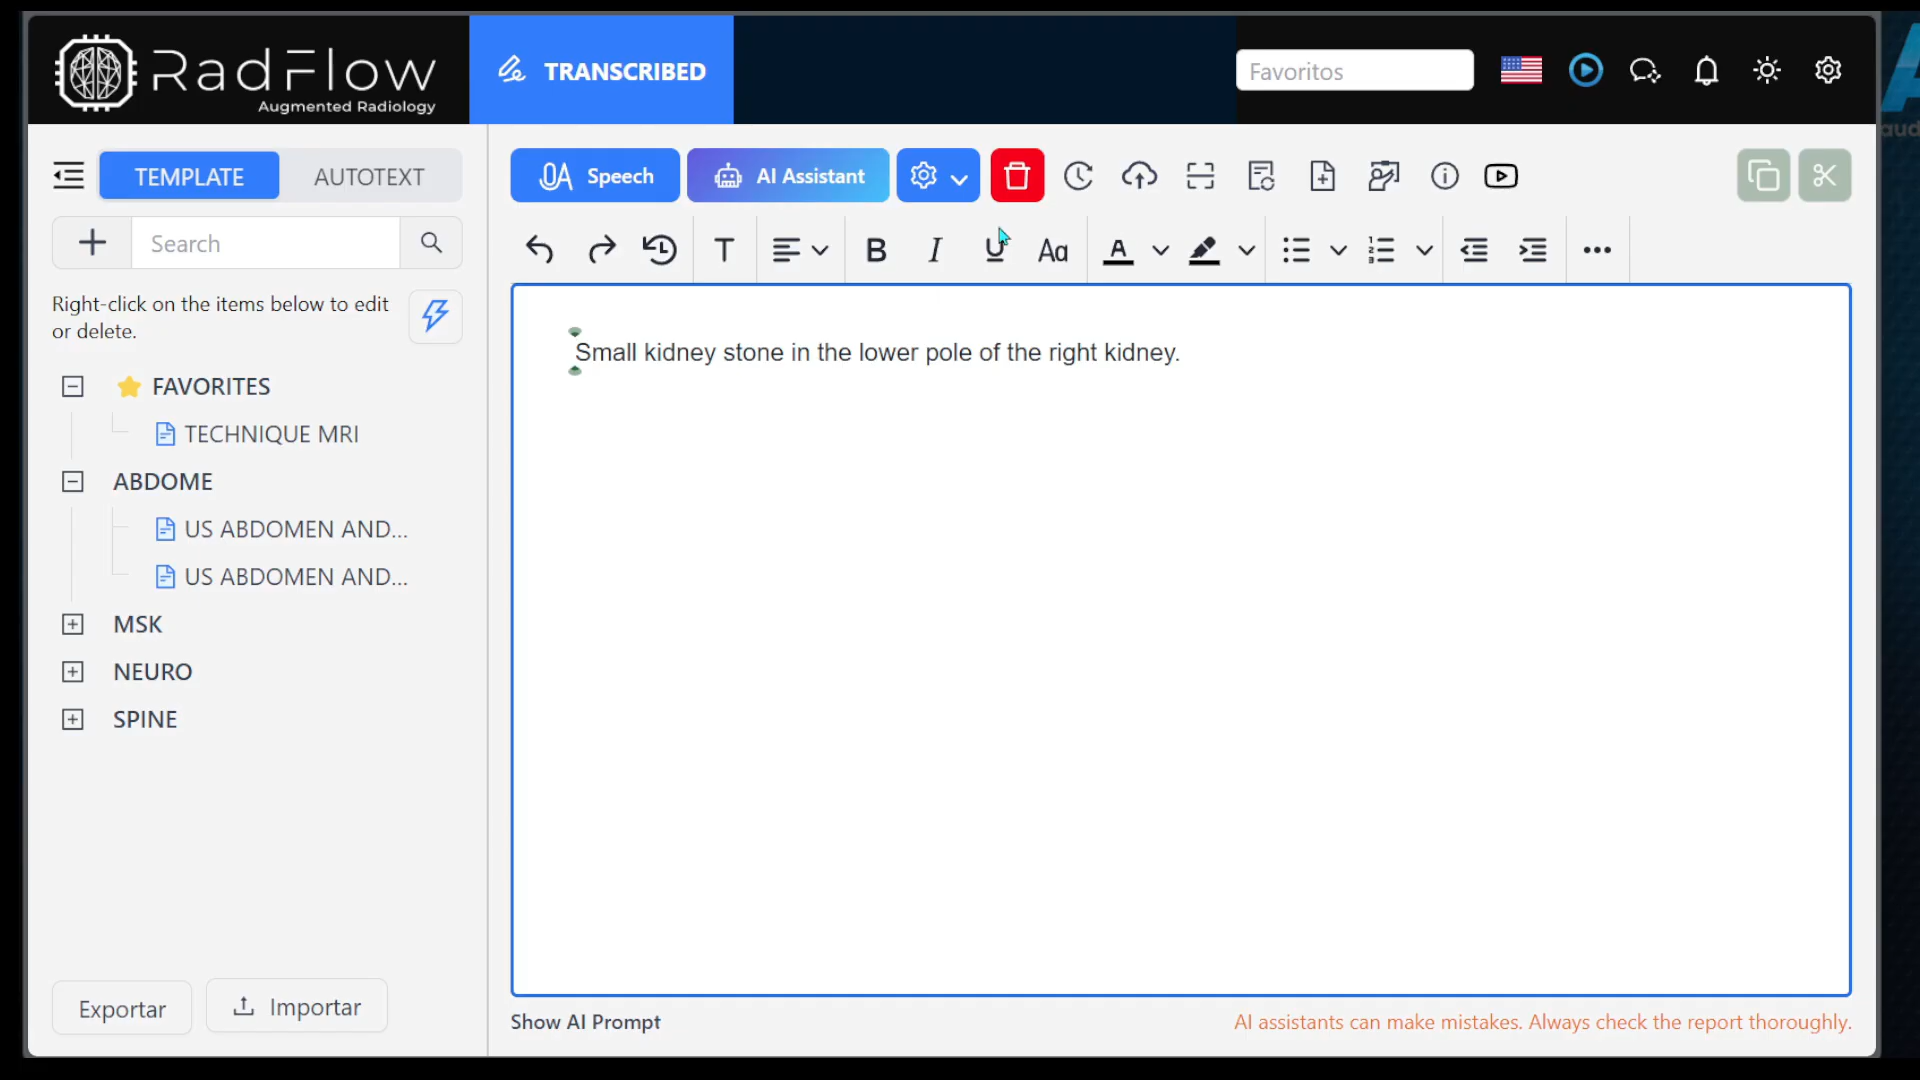 RadFlow
Augmented Radiology
TRANSCRIBED
Favoritos
TEMPLATE
AUTOTEXT
Speech
AI Assistant
Search
T
B
I
U
Aa
A
Right-click on the items below to edit
or delete.
FAVORITES
TECHNIQUE MRI
ABDOME
US ABDOMEN AND...
US ABDOMEN AND...
MSK
NEURO
SPINE
Small kidney stone in the lower pole of the right kidney.
Exportar
Importar
Show AI Prompt
AI assistants can make mistakes. Always check the report thoroughly.